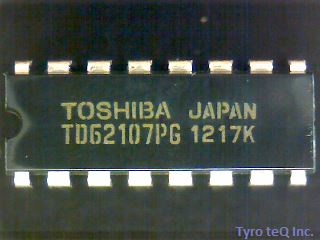 TOSHIBA JAPAN
TD62107PG 1217K
Tyro teQ Inc.